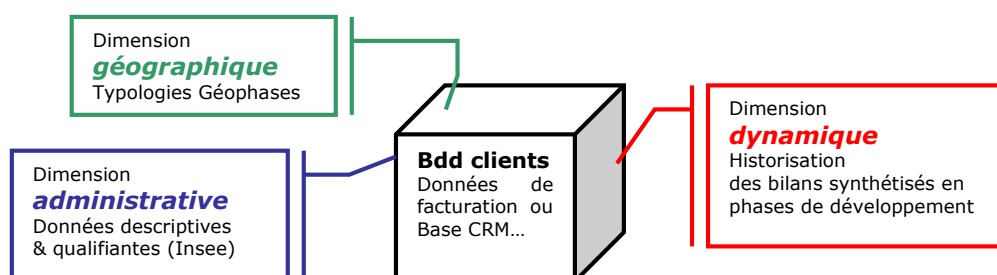 Dimension
géographique
Typologies Géophases
Dimension
administrative
Données descriptives
& qualifiantes (Insee)
Bdd clients
Données de
facturation ou
Base CRM…
Dimension
dynamique
Historisation
des bilans synthétisés en
phases de développement